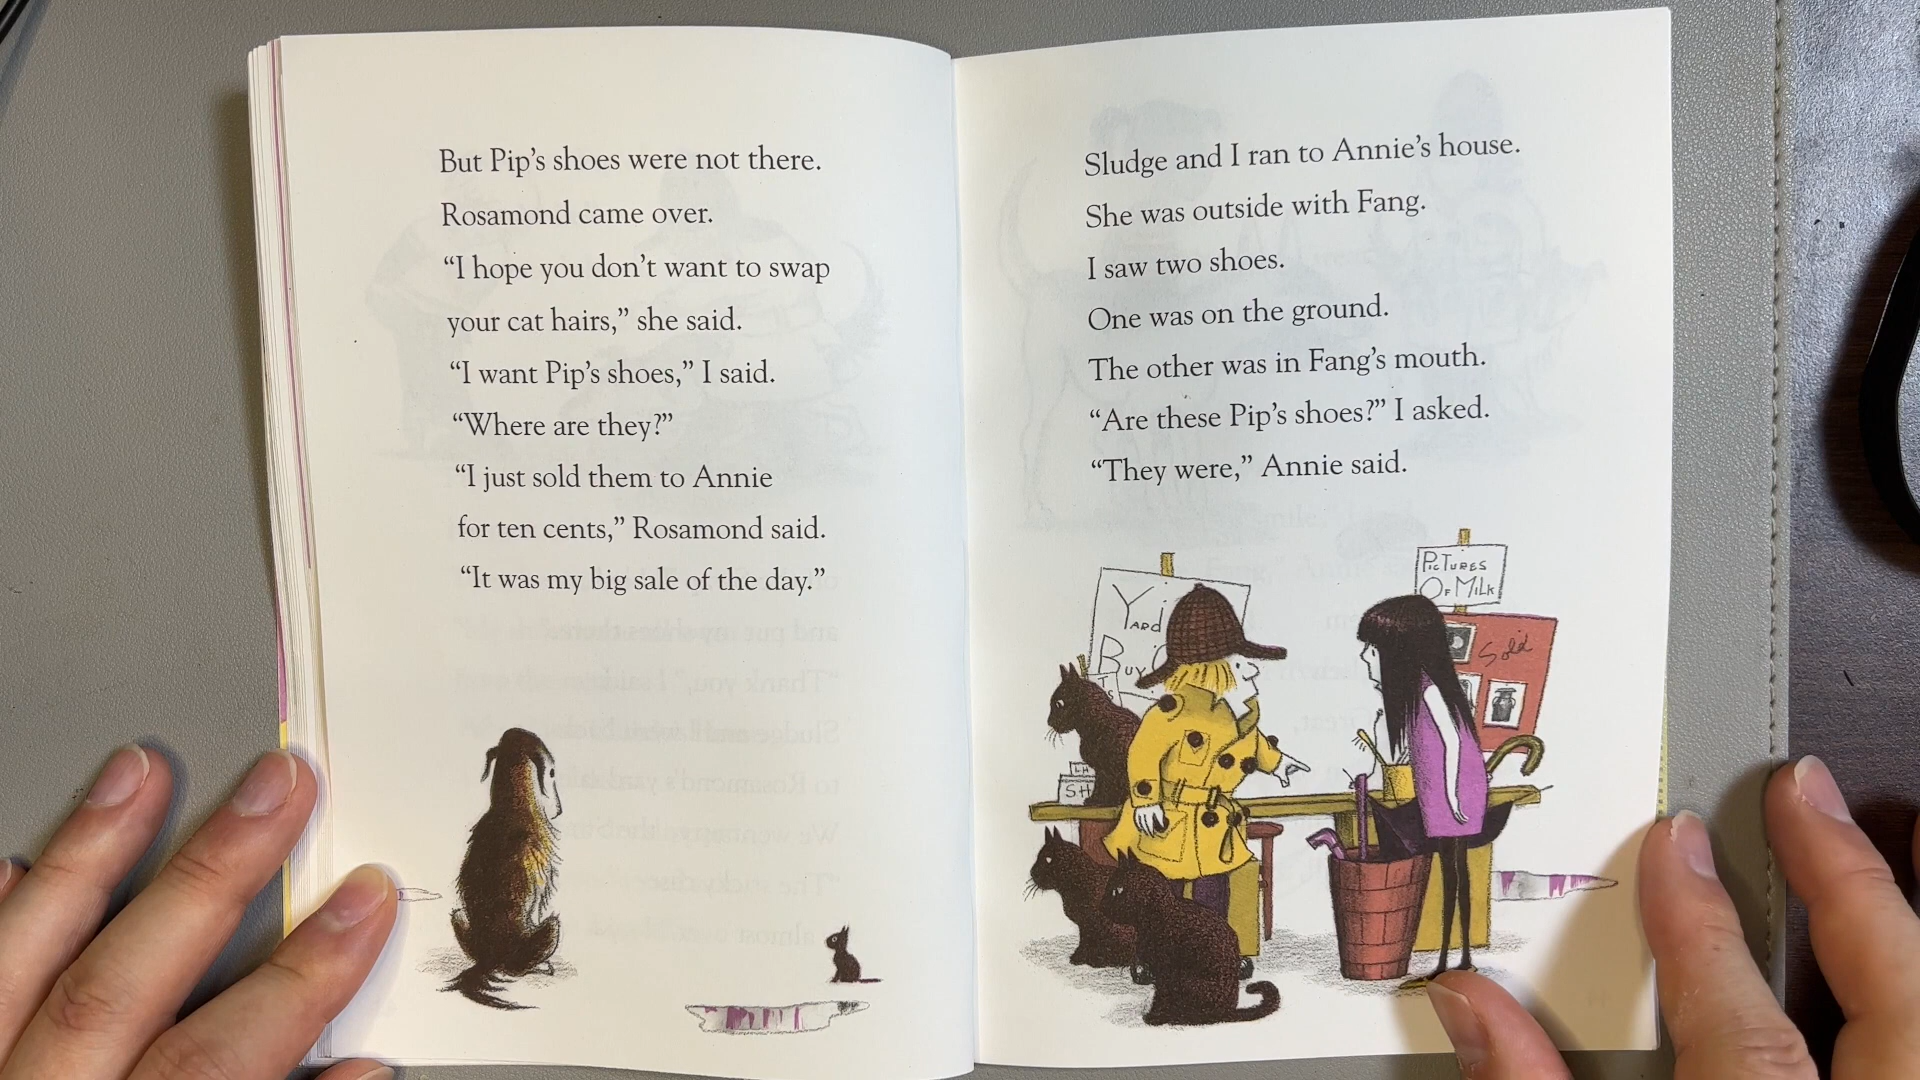 But Pip's shoes were not there.
Rosamond came over.
“I hope you don't want to swap
your cat hairs,” she said.
“I want Pip's shoes,” I said.
“Where are they?”
“I just sold them to Annie
for ten cents,” Rosamond said.
“It was my big sale of the day.”
Sludge and I ran to Annie's house.
She was outside with Fang.
I saw two shoes.
One was on the ground.
The other was in Fang's mouth.
“Are these Pip's shoes?” I asked.
“They were,” Annie said.
YARD
BUY
SH
PICTURES
OF MILK
Sold